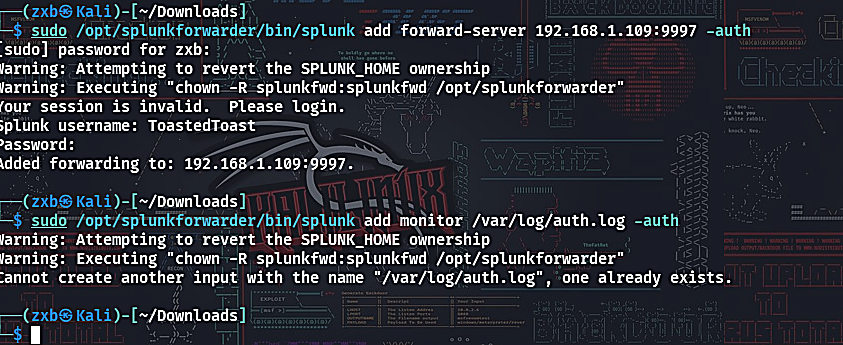 ──(zxb㉿Kali)-[~/Downloads]
└─$ sudo /opt/splunkforwarder/bin/splunk add forward-server 192.168.1.109:9997 -auth
[sudo] password for zxb:
Warning: Attempting to revert the SPLUNK_HOME ownership
Warning: Executing "chown -R splunkfwd:splunkfwd /opt/splunkforwarder"
Your session is invalid.  Please login.
Splunk username: ToastedToast
Password:
Added forwarding to: 192.168.1.109:9997.
──(zxb㉿Kali)-[~/Downloads]
└─$ sudo /opt/splunkforwarder/bin/splunk add monitor /var/log/auth.log -auth
Warning: Attempting to revert the SPLUNK_HOME ownership
Warning: Executing "chown -R splunkfwd:splunkfwd /opt/splunkforwarder"
Cannot create another input with the name "/var/log/auth.log", one already exists.
──(zxb㉿Kali)-[~/Downloads]
└─$